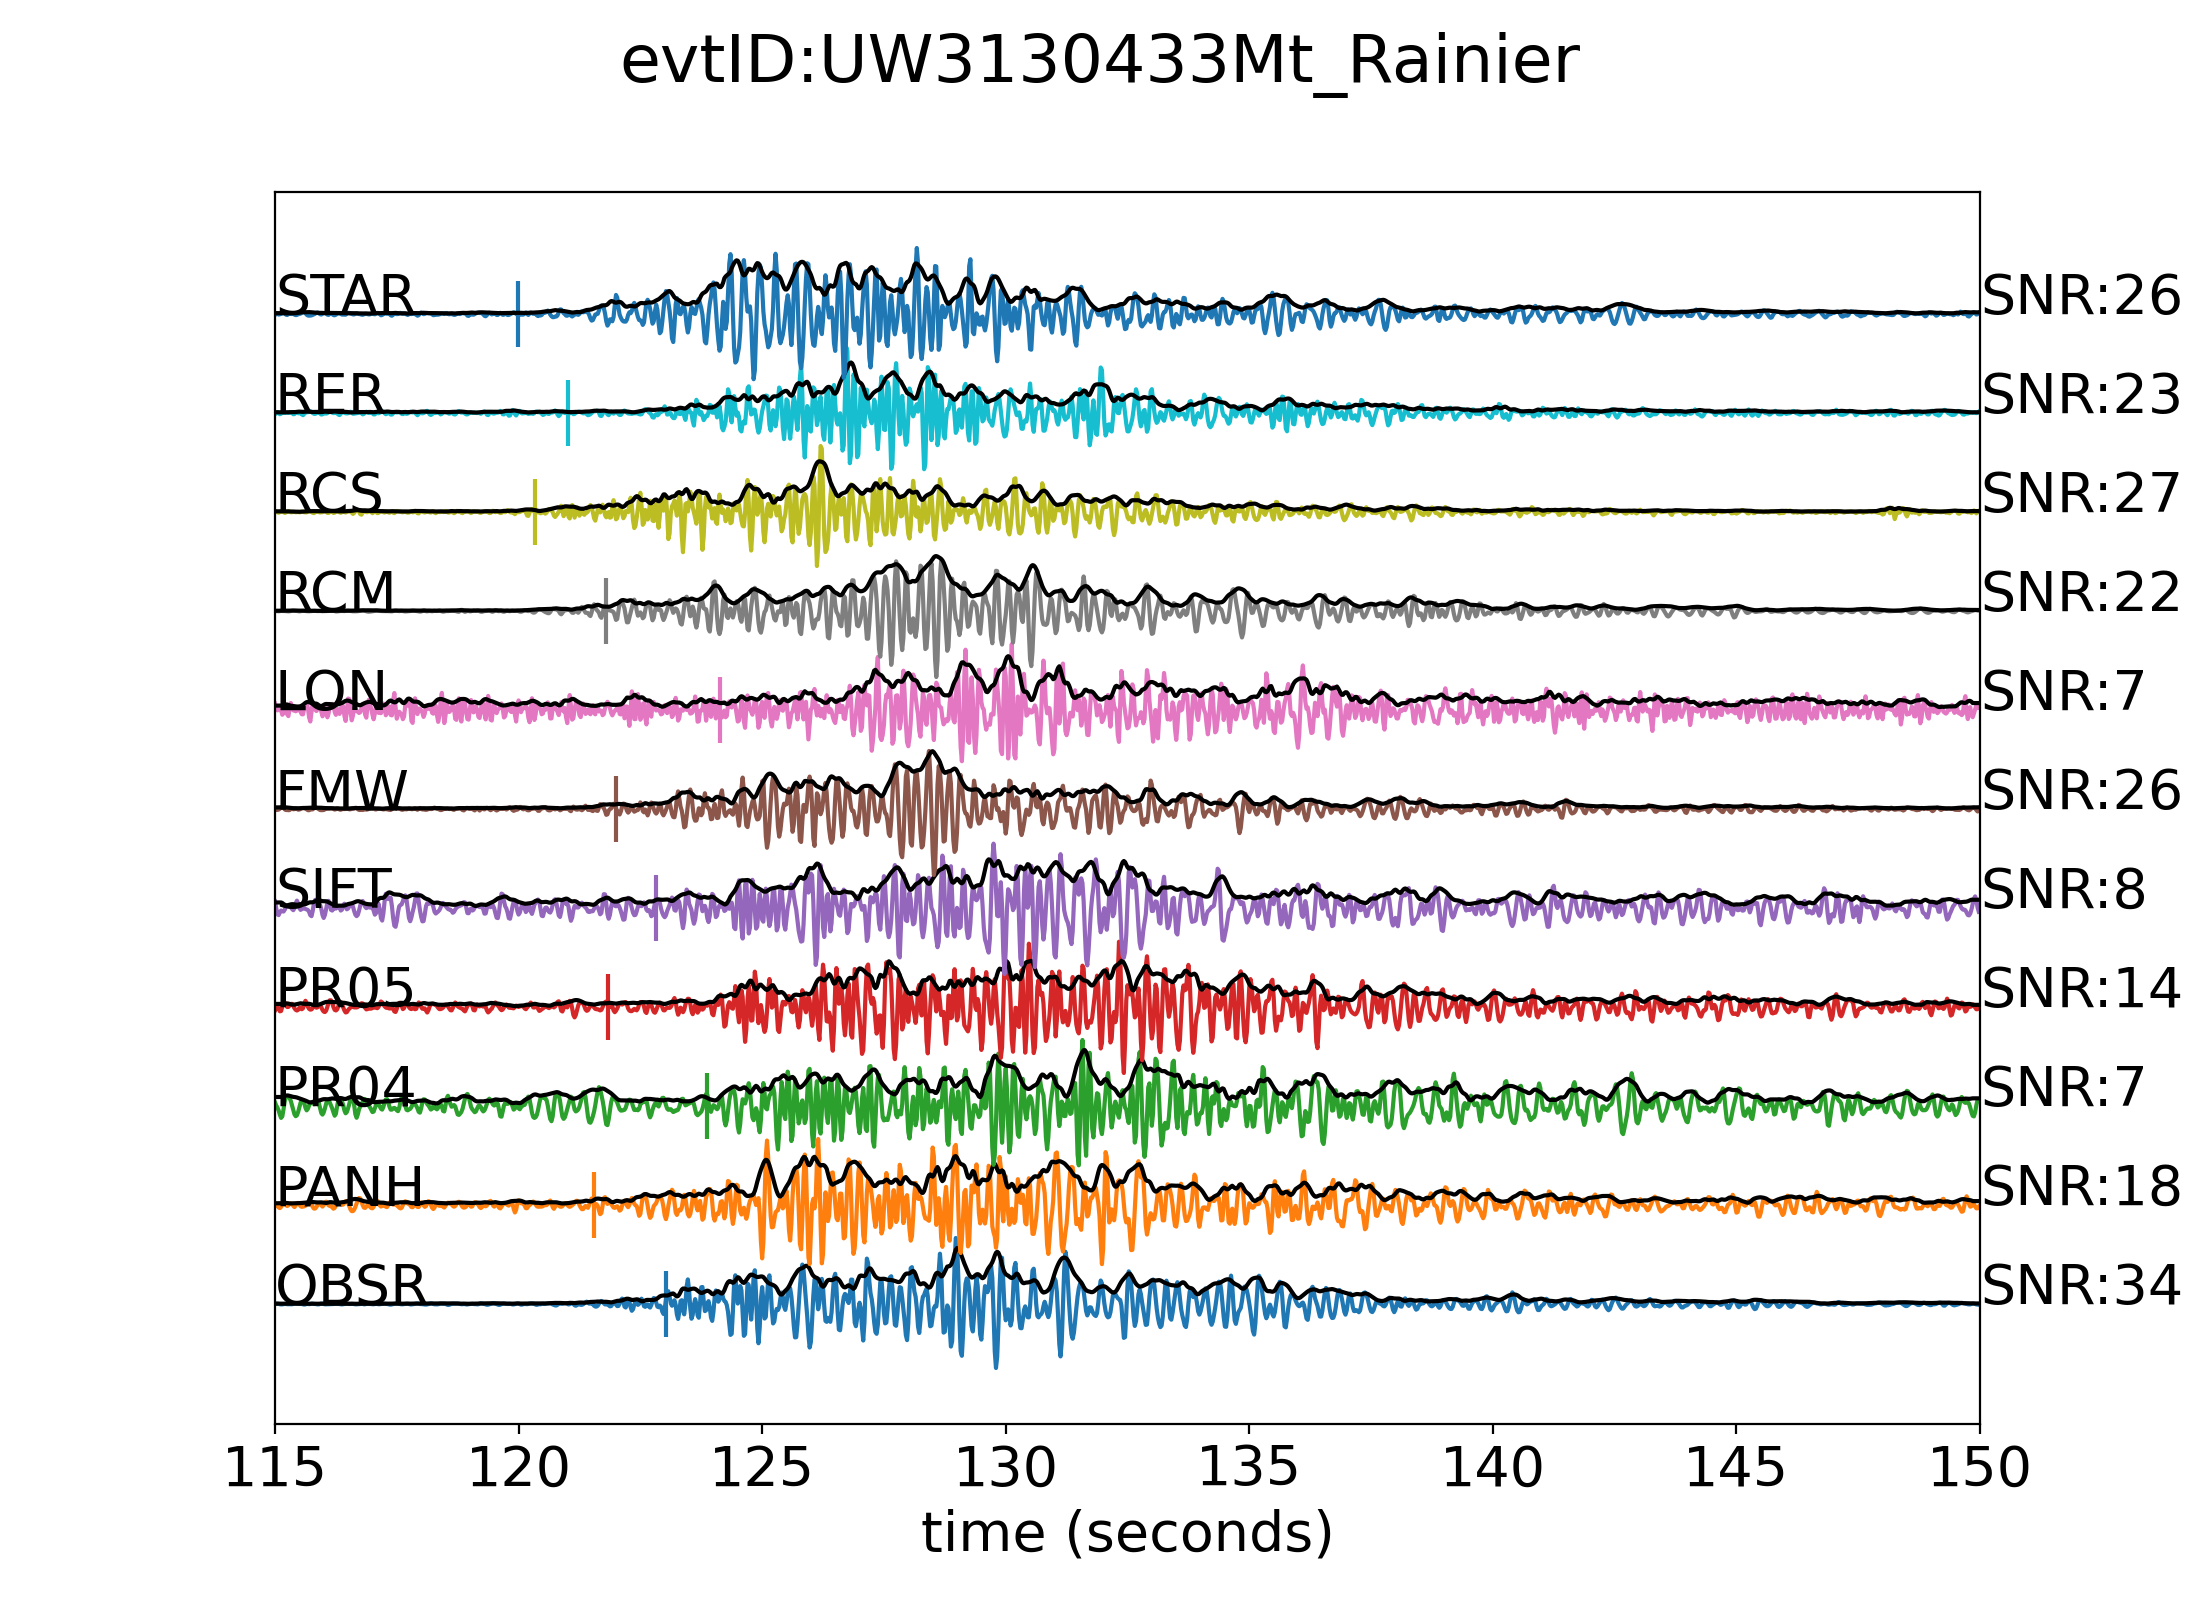 evtID:UW3130433Mt_Rainier
STAR SNR:26
RER SNR:23
RCS SNR:27
RCM SNR:22
LON SNR:7
FMW SNR:26
SIFT SNR:8
PR05 SNR:14
PR04 SNR:7
PANH SNR:18
OBSR SNR:34
115 120 125 130 135 140 145 150
time (seconds)